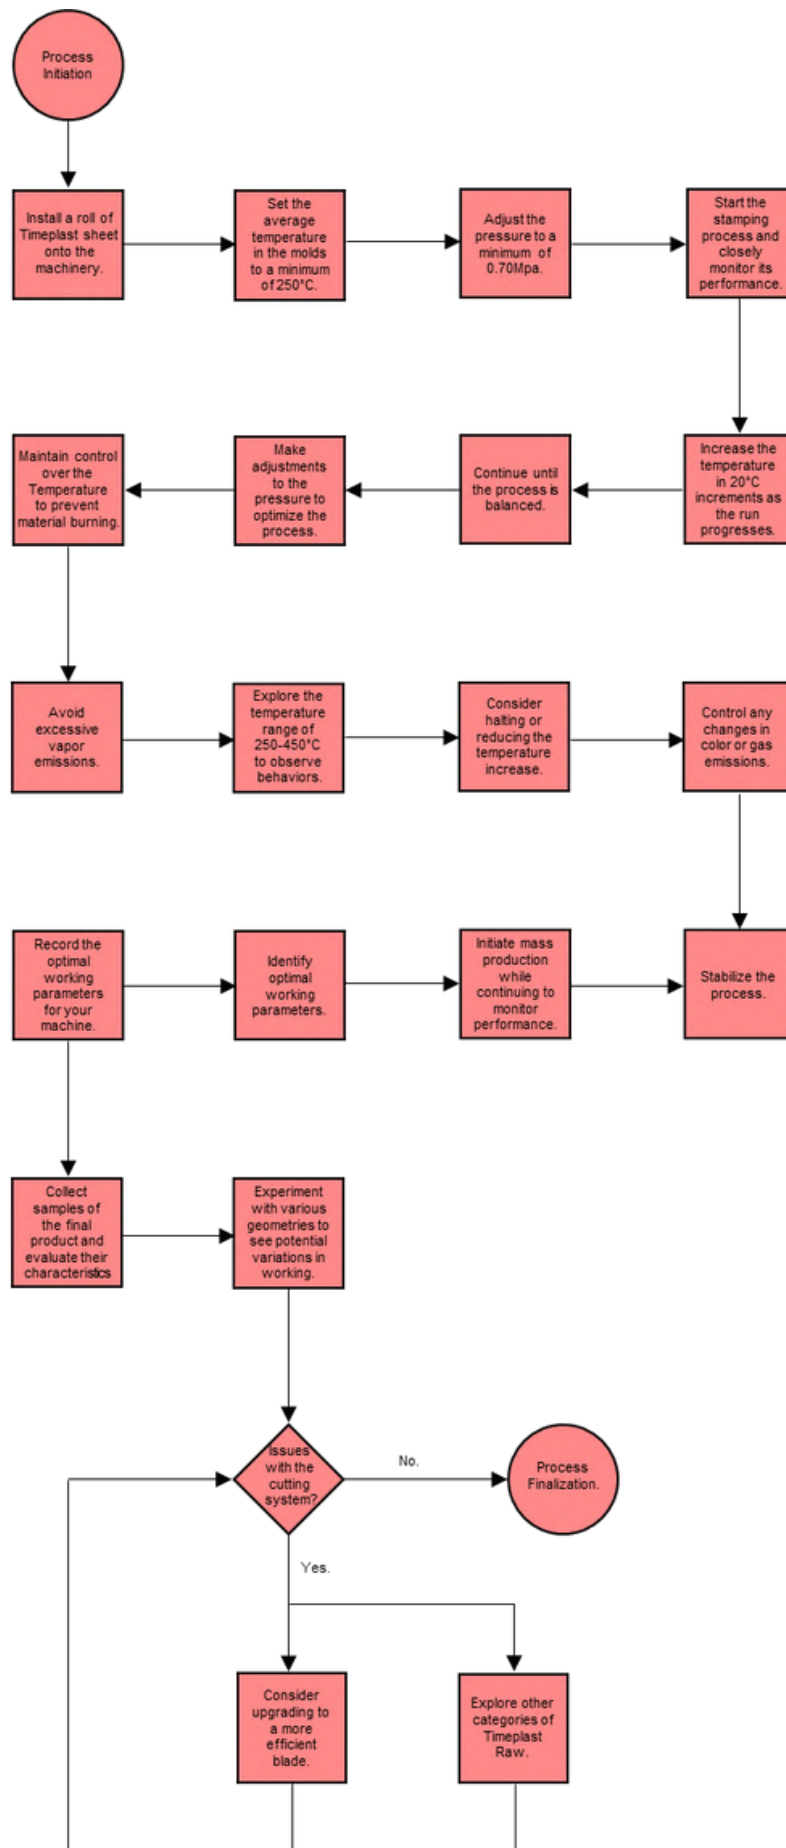 Process
Initiation
Install a roll of
Timeplast sheet
onto the
machinery.
Set the
average
temperature
in the molds
to a minimum
of 250°C.
Adjust the
pressure to a
minimum of
0.70Mpa.
Start the
stamping
process and
closely
monitor its
performance.
Maintain control
over the
Temperature
to prevent
material burning.
Make
adjustments
to the
pressure to
optimize the
process.
Continue until
the process is
balanced.
Increase the
temperature
in 20°C
increments as
the run
progresses.
Avoid
excessive
vapor
emissions.
Explore the
temperature
range of
250-450°C
to observe
behaviors.
Consider
halting or
reducing the
temperature
increase.
Control any
changes in
color or gas
emissions.
Record the
optimal
working
parameters
for your
machine.
Identify
optimal
working
parameters.
Initiate mass
production
while
continuing to
monitor
performance.
Stabilize the
process.
Collect
samples of
the final
product and
evaluate their
characteristics
Experiment
with various
geometries to
see potential
variations in
working.
Issues
with the
cutting
system?
No.
Process
Finalization.
Yes.
Consider
upgrading to
a more
efficient
blade.
Explore other
categories of
Timeplast
Raw.